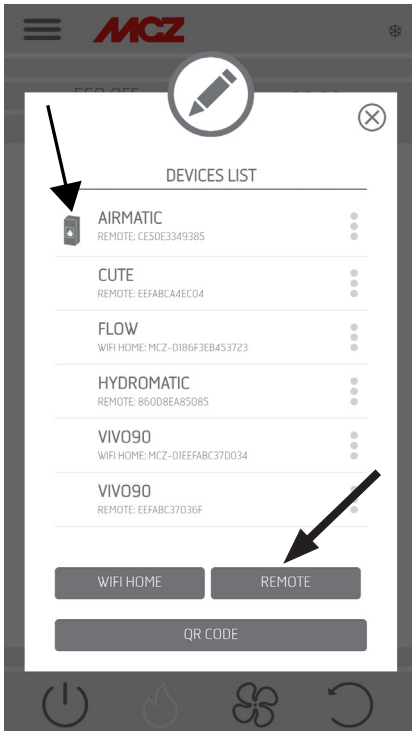 MCZ
DEVICES LIST
AIRMATIC
REMOTE: CE50E3349385
CUTE
REMOTE: EEFABCA4EC04
FLOW
WIFI HOME: MCZ-0186F3EB453723
HYDROMATIC
REMOTE: 860D8EA85085
VIVO90
WIFI HOME: MCZ-01EEFABC37D034
VIVO90
REMOTE: EEFABC37036F
WIFI HOME
REMOTE
QR CODE